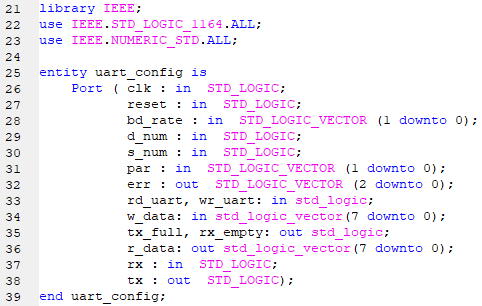 21 library IEEE;
22 use IEEE.STD_LOGIC_1164.ALL;
23 use IEEE.NUMERIC_STD.ALL;
24
25 entity uart_config is
26 Port ( clk : in STD_LOGIC;
27 reset : in STD_LOGIC;
28 bd_rate : in STD_LOGIC_VECTOR (1 downto 0);
29 d_num : in STD_LOGIC;
30 s_num : in STD_LOGIC;
31 par : in STD_LOGIC_VECTOR (1 downto 0);
32 err : out STD_LOGIC_VECTOR (2 downto 0);
33 rd_uart, wr_uart: in std_logic;
34 w_data: in std_logic_vector(7 downto 0);
35 tx_full, rx_empty: out std_logic;
36 r_data: out std_logic_vector(7 downto 0);
37 rx : in STD_LOGIC;
38 tx : out STD_LOGIC);
39 end uart_config;